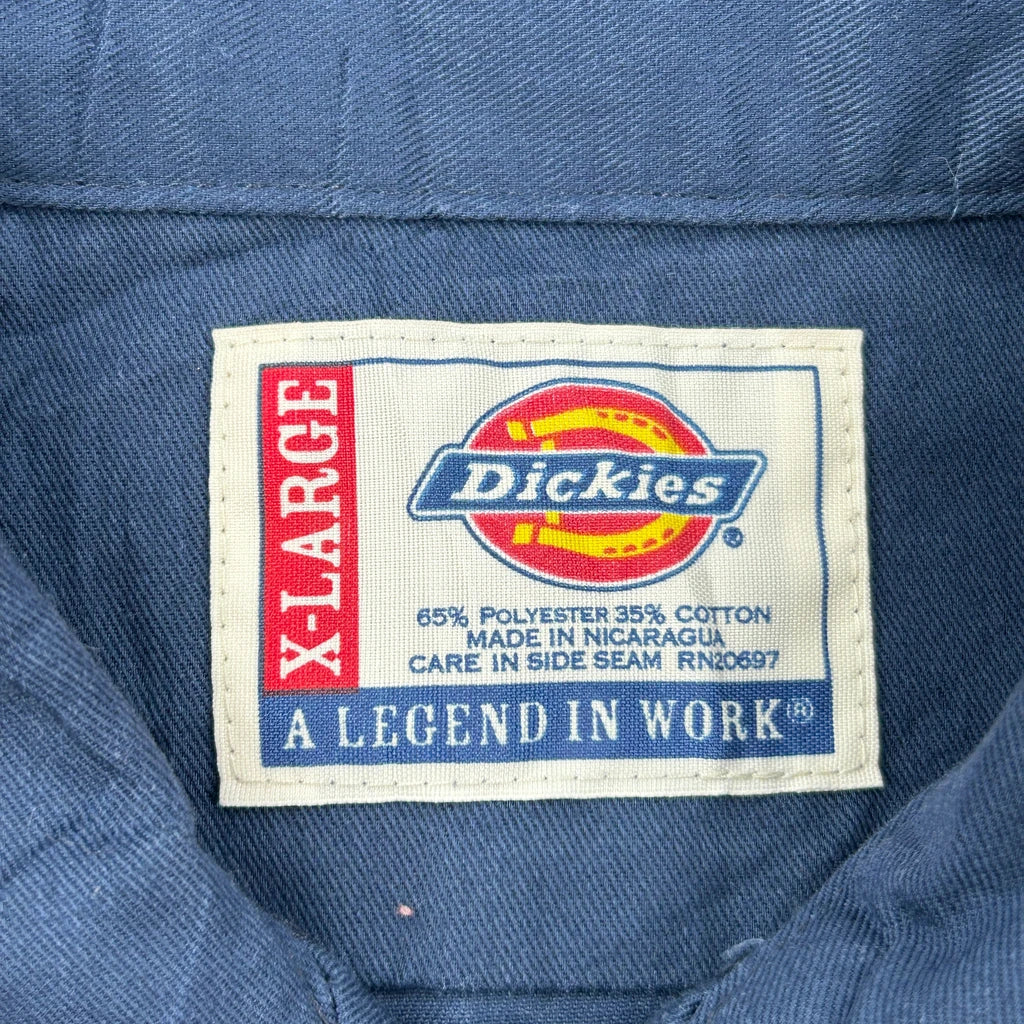 X-LARGE
Dickies®
65% POLYESTER 35% COTTON
MADE IN NICARAGUA
CARE IN SIDE SEAM RN20697
A LEGEND IN WORK®